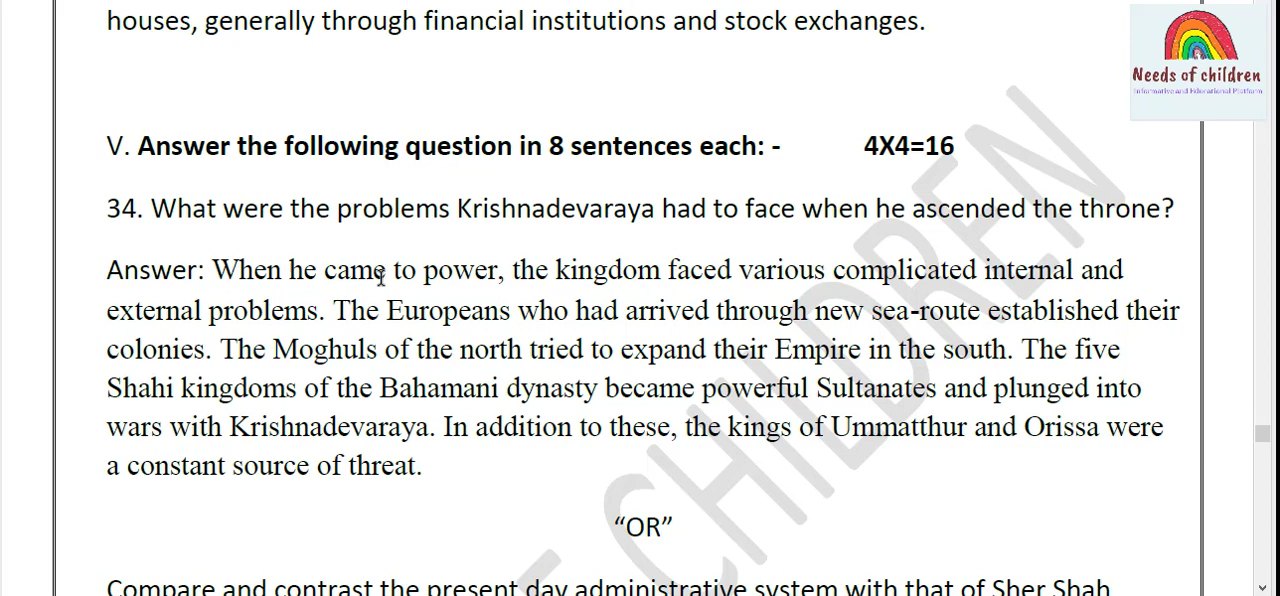 houses, generally through financial institutions and stock exchanges.
Needs of children
Informative and Educational Platform
V. Answer the following question in 8 sentences each: - 4X4=16
34. What were the problems Krishnadevaraya had to face when he ascended the throne?
Answer: When he came to power, the kingdom faced various complicated internal and
external problems. The Europeans who had arrived through new sea-route established their
colonies. The Moghuls of the north tried to expand their Empire in the south. The five
Shahi kingdoms of the Bahamani dynasty became powerful Sultanates and plunged into
wars with Krishnadevaraya. In addition to these, the kings of Ummatthur and Orissa were
a constant source of threat.
“OR”
Compare and contrast the present day administrative system with that of Sher Shah
CHILDREN